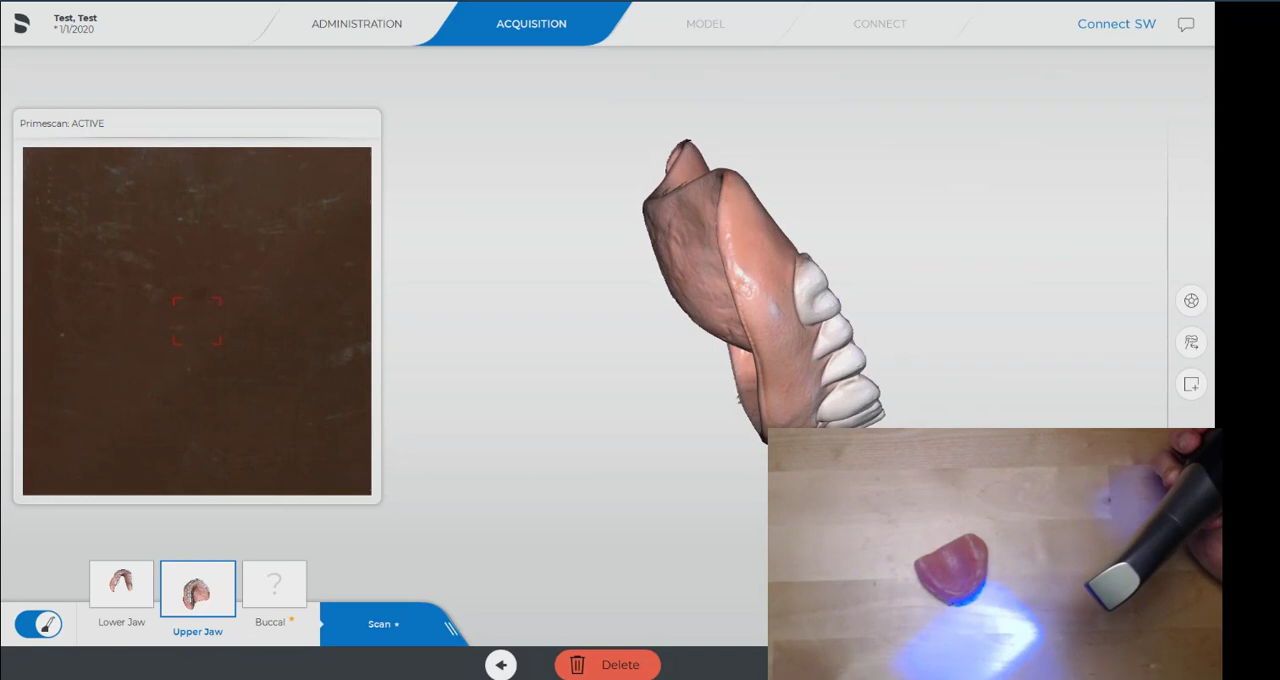 Test, Test
* 1/1/2020
ADMINISTRATION
ACQUISITION
MODEL
CONNECT
Connect SW
Primescan: ACTIVE
?
Lower Jaw
Upper Jaw
Buccal *
Scan
Delete